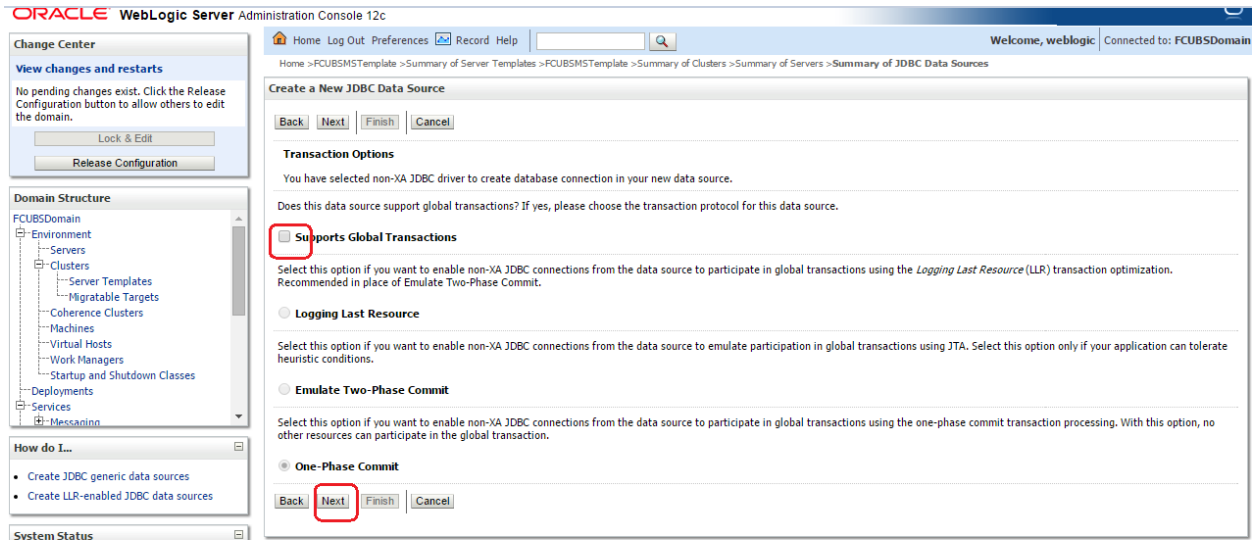 ORACLE WebLogic Server Administration Console 12c
Change Center
View changes and restarts
No pending changes exist. Click the Release
Configuration button to allow others to edit
the domain.
Lock & Edit
Release Configuration
Domain Structure
FCUBSDomain
Environment
Servers
Clusters
Server Templates
Migratable Targets
Coherence Clusters
Machines
Virtual Hosts
Work Managers
Startup and Shutdown Classes
Deployments
Services
Messaging
How do I...
Create JDBC generic data sources
Create LLR-enabled JDBC data sources
System Status
Home Log Out Preferences Record Help
Welcome, weblogic Connected to: FCUBSDomain
Home >FCUBSMSTemplate >Summary of Server Templates >FCUBSMSTemplate >Summary of Clusters >Summary of Servers >Summary of JDBC Data Sources
Create a New JDBC Data Source
Back Next Finish Cancel
Transaction Options
You have selected non-XA JDBC driver to create database connection in your new data source.
Does this data source support global transactions? If yes, please choose the transaction protocol for this data source.
Supports Global Transactions
Select this option if you want to enable non-XA JDBC connections from the data source to participate in global transactions using the Logging Last Resource (LLR) transaction optimization.
Recommended in place of Emulate Two-Phase Commit.
Logging Last Resource
Select this option if you want to enable non-XA JDBC connections from the data source to emulate participation in global transactions using JTA. Select this option only if your application can tolerate
heuristic conditions.
Emulate Two-Phase Commit
Select this option if you want to enable non-XA JDBC connections from the data source to participate in global transactions using the one-phase commit transaction processing. With this option, no
other resources can participate in the global transaction.
One-Phase Commit
Back Next Finish Cancel